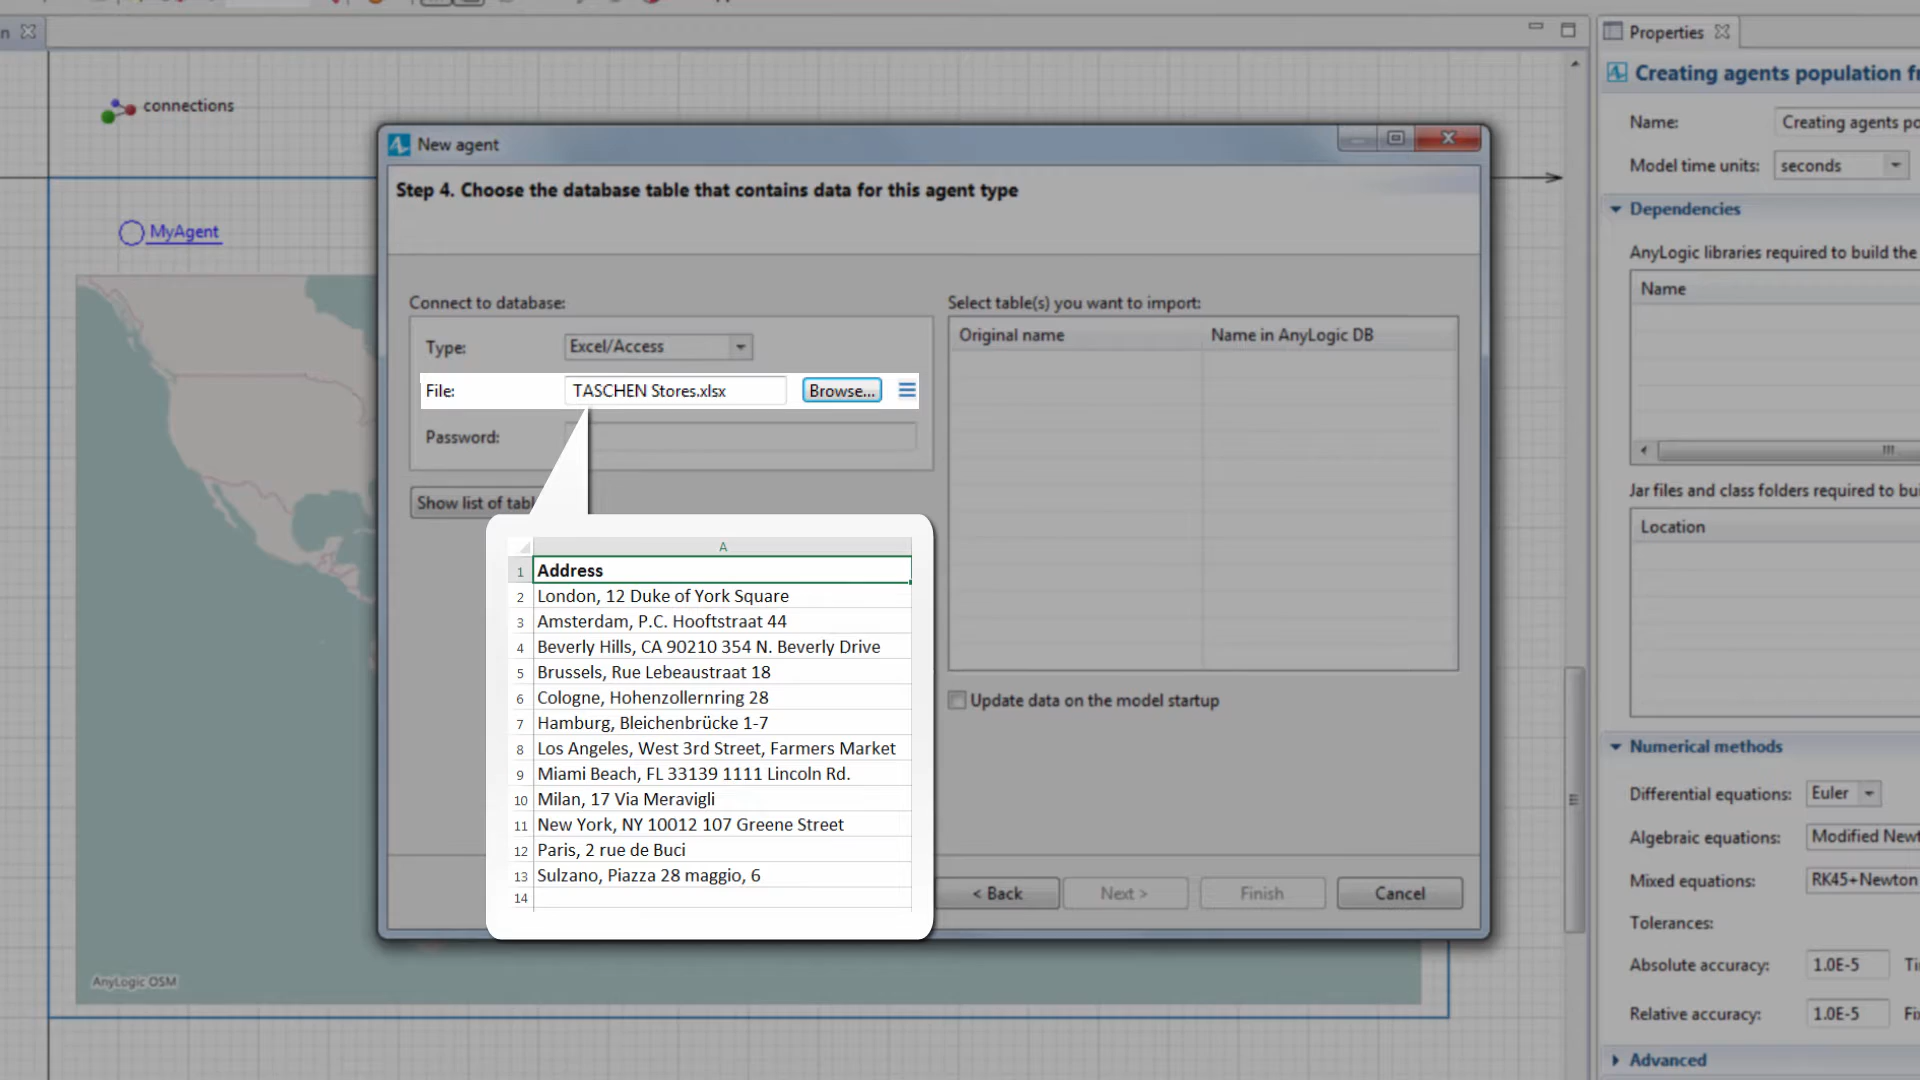 Properties
connections
Creating agents population fr
New agent
Name:
Creating agents po
Step 4. Choose the database table that contains data for this agent type
Model time units:
seconds
Dependencies
MyAgent
AnyLogic libraries required to build the
Name
Connect to database:
Select table(s) you want to import:
Type:
Excel/Access
Original name
Name in AnyLogic DB
File:
TASCHEN Stores.xlsx
Browse...
Password:
Jar files and class folders required to bui
Show list of tabl
Location
A
1 Address
2 London, 12 Duke of York Square
3 Amsterdam, P.C. Hooftstraat 44
4 Beverly Hills, CA 90210 354 N. Beverly Drive
5 Brussels, Rue Lebeaustraat 18
6 Cologne, Hohenzollernring 28
7 Hamburg, Bleichenbrücke 1-7
8 Los Angeles, West 3rd Street, Farmers Market
9 Miami Beach, FL 33139 1111 Lincoln Rd.
10 Milan, 17 Via Meravigli
11 New York, NY 10012 107 Greene Street
12 Paris, 2 rue de Buci
13 Sulzano, Piazza 28 maggio, 6
14
Update data on the model startup
Numerical methods
Differential equations:
Euler
Algebraic equations:
Modified Newt
Mixed equations:
RK45+Newton
< Back
Next >
Finish
Cancel
Tolerances:
Absolute accuracy:
1.0E-5
Ti
AnyLogic OSM
Relative accuracy:
1.0E-5
Fi
Advanced